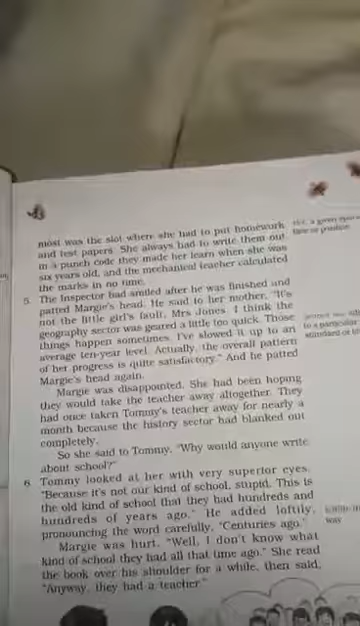 most was the slot where she had to put homework
and test papers. She always had to write them out
in a punch code they made her learn when she was
six years old, and the mechanical teacher calculated
the marks in no time.
5. The Inspector had smiled after he was finished and
patted Margie's head. He said to her mother, "It's
not the little girl's fault, Mrs Jones. I think the
geography sector was geared a little too quick. Those
things happen sometimes. I've slowed it up to an
average ten-year level. Actually, the overall pattern
of her progress is quite satisfactory." And he patted
Margie's head again.
Margie was disappointed. She had been hoping
they would take the teacher away altogether. They
had once taken Tommy's teacher away for nearly a
month because the history sector had blanked out
completely.
So she said to Tommy, "Why would anyone write
about school?"
6. Tommy looked at her with very superior eyes.
"Because it's not our kind of school, stupid. This is
the old kind of school that they had hundreds and
hundreds of years ago." He added loftily,
pronouncing the word carefully, "Centuries ago."
Margie was hurt. "Well, I don't know what
kind of school they had all that time ago." She read
the book over his shoulder for a while, then said,
"Anyway, they had a teacher."
a given
time or position
to a particular
standard or
way